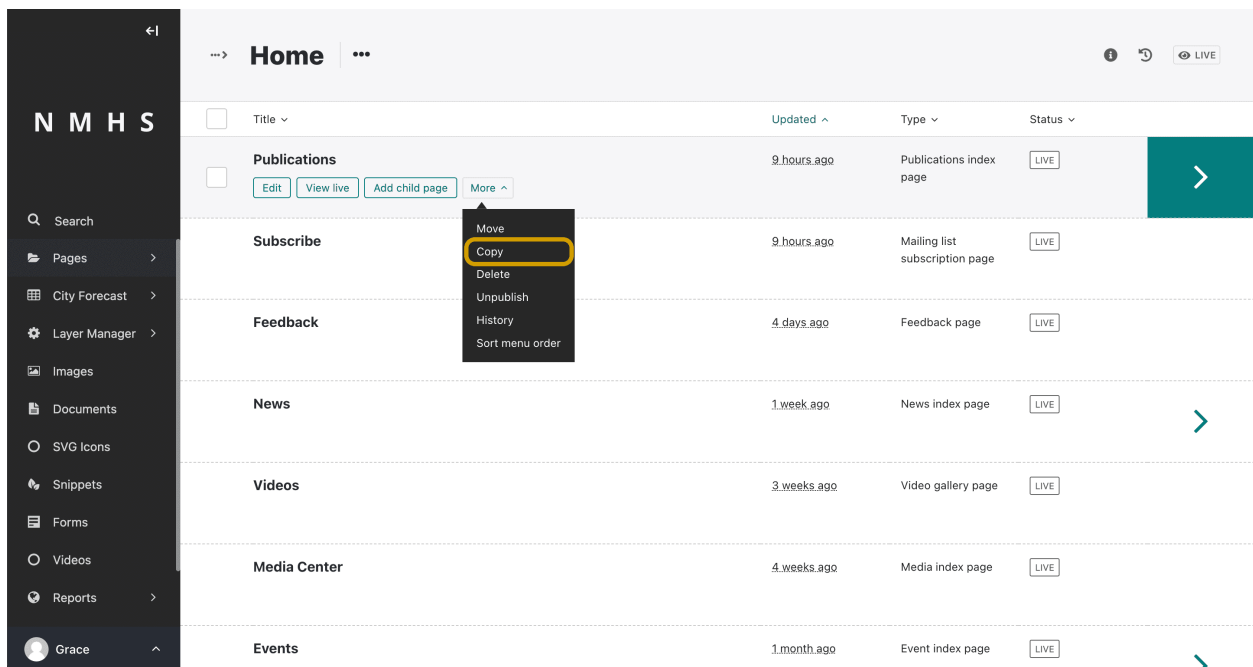 Home
LIVE
N M H S
Title
Updated
Type
Status
Publications
9 hours ago
Publications index
page
LIVE
Edit
View live
Add child page
More
Move
Copy
Delete
Unpublish
History
Sort menu order
Subscribe
9 hours ago
Mailing list
subscription page
LIVE
Feedback
4 days ago
Feedback page
LIVE
News
1 week ago
News index page
LIVE
Videos
3 weeks ago
Video gallery page
LIVE
Media Center
4 weeks ago
Media index page
LIVE
Events
1 month ago
Event index page
LIVE
Search
Pages
City Forecast
Layer Manager
Images
Documents
SVG Icons
Snippets
Forms
Videos
Reports
Grace